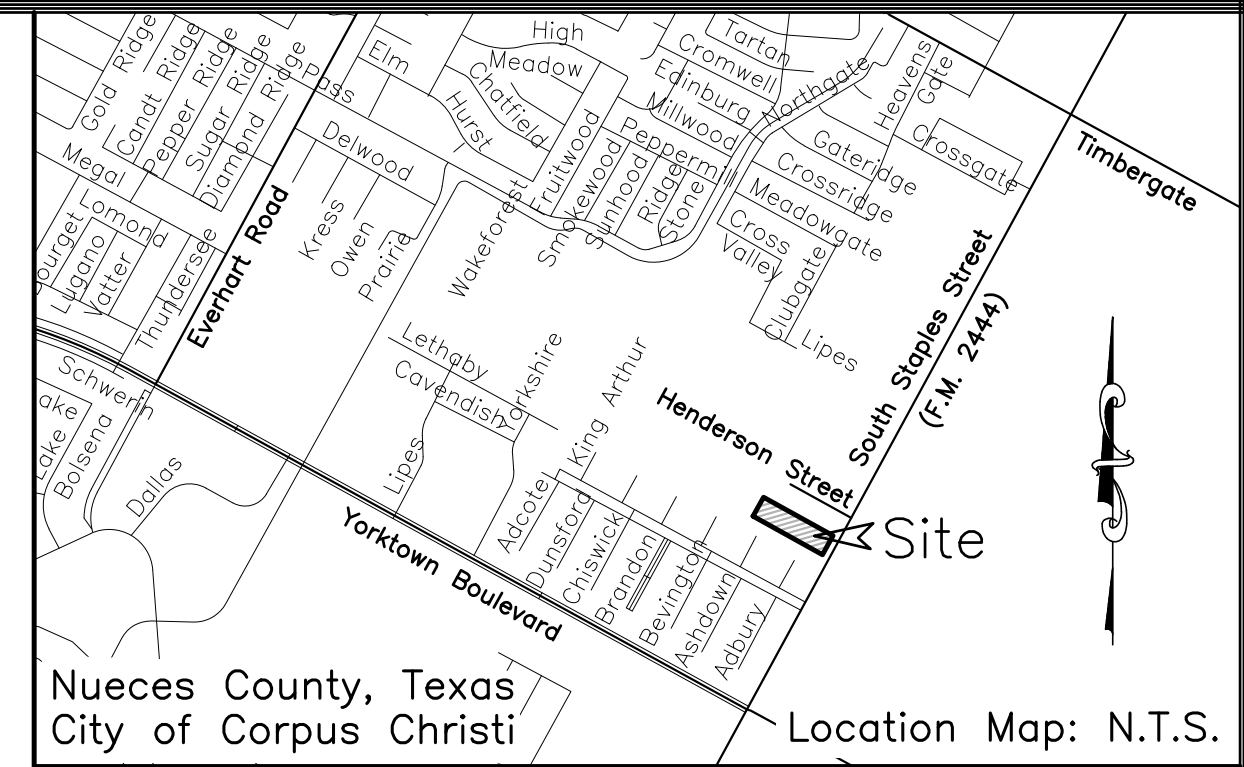 High
Meadow
Tartan
Cromwell
Edinburg
Millwood
Northgate
Heavens
Gate
Elm
Pass
Gold Ridge
Candt Ridge
Pepper Ridge
Sugar Ridge
Diamond Ridge
Chatfield
Hurst
Fruitwood
Peppermill
Gateridge
Crossgate
Crossridge
Meadowgate
Timbergate
Delwood
Megal
Lomond
Lugano
Vatter
Thundersee
Everhart Road
Kress
Owen
Prairie
Wakeforest
Smokewood
Sunhood
Ridge
Stone
Cross
Valley
Clubgate
Lipes
South Staples Street
(F.M. 2444)
Schwerin
Lake
Bolsena
Dallas
Lethaby
Cavendish
Yorkshire
King Arthur
Henderson Street
Lipes
Adcote
Dunsford
Chiswick
Brandon
Bevington
Ashdown
Adbury
Site
Yorktown Boulevard
Nueces County, Texas
City of Corpus Christi
Location Map: N.T.S.